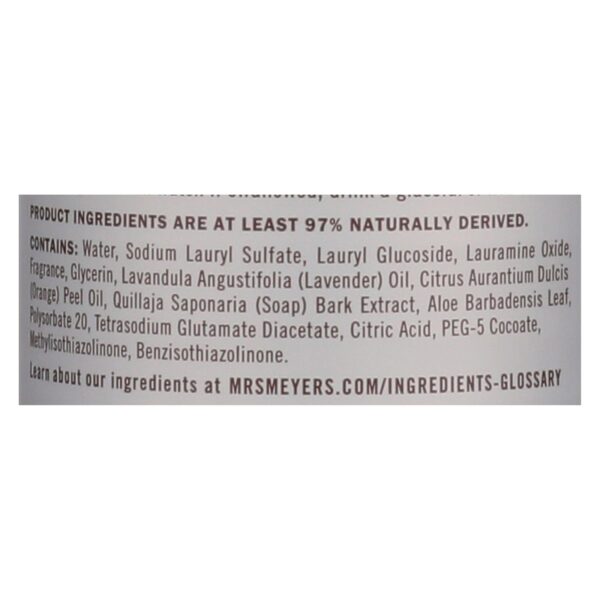 swallowed, drink a
PRODUCT INGREDIENTS ARE AT LEAST 97% NATURALLY DERIVED.
CONTAINS: Water, Sodium Lauryl Sulfate, Lauryl Glucoside, Lauramine Oxide,
Fragrance, Glycerin, Lavandula Angustifolia (Lavender) Oil, Citrus Aurantium Dulcis
(Orange) Peel Oil, Quillaja Saponaria (Soap) Bark Extract, Aloe Barbadensis Leaf,
Polysorbate 20, Tetrasodium Glutamate Diacetate, Citric Acid, PEG-5 Cocoate,
Methylisothiazolinone, Benzisothiazolinone.
Learn about our ingredients at MRSMEYERS.COM/INGREDIENTS-GLOSSARY